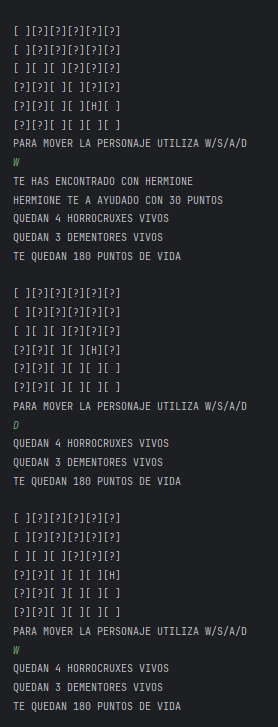 [ ][?][?][?][?][?]
[ ][?][?][?][?][?]
[ ][ ][ ][?][?][?]
[?][?][ ][ ][?][?]
[?][?][ ][ ][H][ ]
[?][?][ ][ ][ ][ ]
PARA MOVER LA PERSONAJE UTILIZA W/S/A/D
W
TE HAS ENCONTRADO CON HERMIONE
HERMIONE TE A AYUDADO CON 30 PUNTOS
QUEDAN 4 HORROCRUXES VIVOS
QUEDAN 3 DEMENTORES VIVOS
TE QUEDAN 180 PUNTOS DE VIDA
[ ][?][?][?][?][?]
[ ][?][?][?][?][?]
[ ][ ][ ][?][?][?]
[?][?][ ][ ][H][?]
[?][?][ ][ ][ ][ ]
[?][?][ ][ ][ ][ ]
PARA MOVER LA PERSONAJE UTILIZA W/S/A/D
D
QUEDAN 4 HORROCRUXES VIVOS
QUEDAN 3 DEMENTORES VIVOS
TE QUEDAN 180 PUNTOS DE VIDA
[ ][?][?][?][?][?]
[ ][?][?][?][?][?]
[ ][ ][ ][?][?][?]
[?][?][ ][ ][ ][H]
[?][?][ ][ ][ ][ ]
[?][?][ ][ ][ ][ ]
PARA MOVER LA PERSONAJE UTILIZA W/S/A/D
W
QUEDAN 4 HORROCRUXES VIVOS
QUEDAN 3 DEMENTORES VIVOS
TE QUEDAN 180 PUNTOS DE VIDA